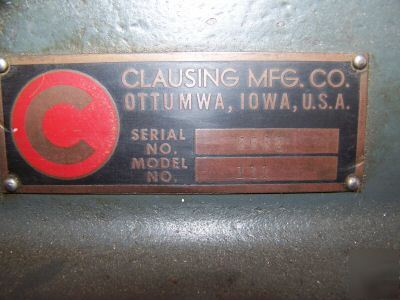 C
CLAUSING MFG. CO.
OTTUMWA, IOWA, U.S.A.
SERIAL
NO.
MODEL
NO.